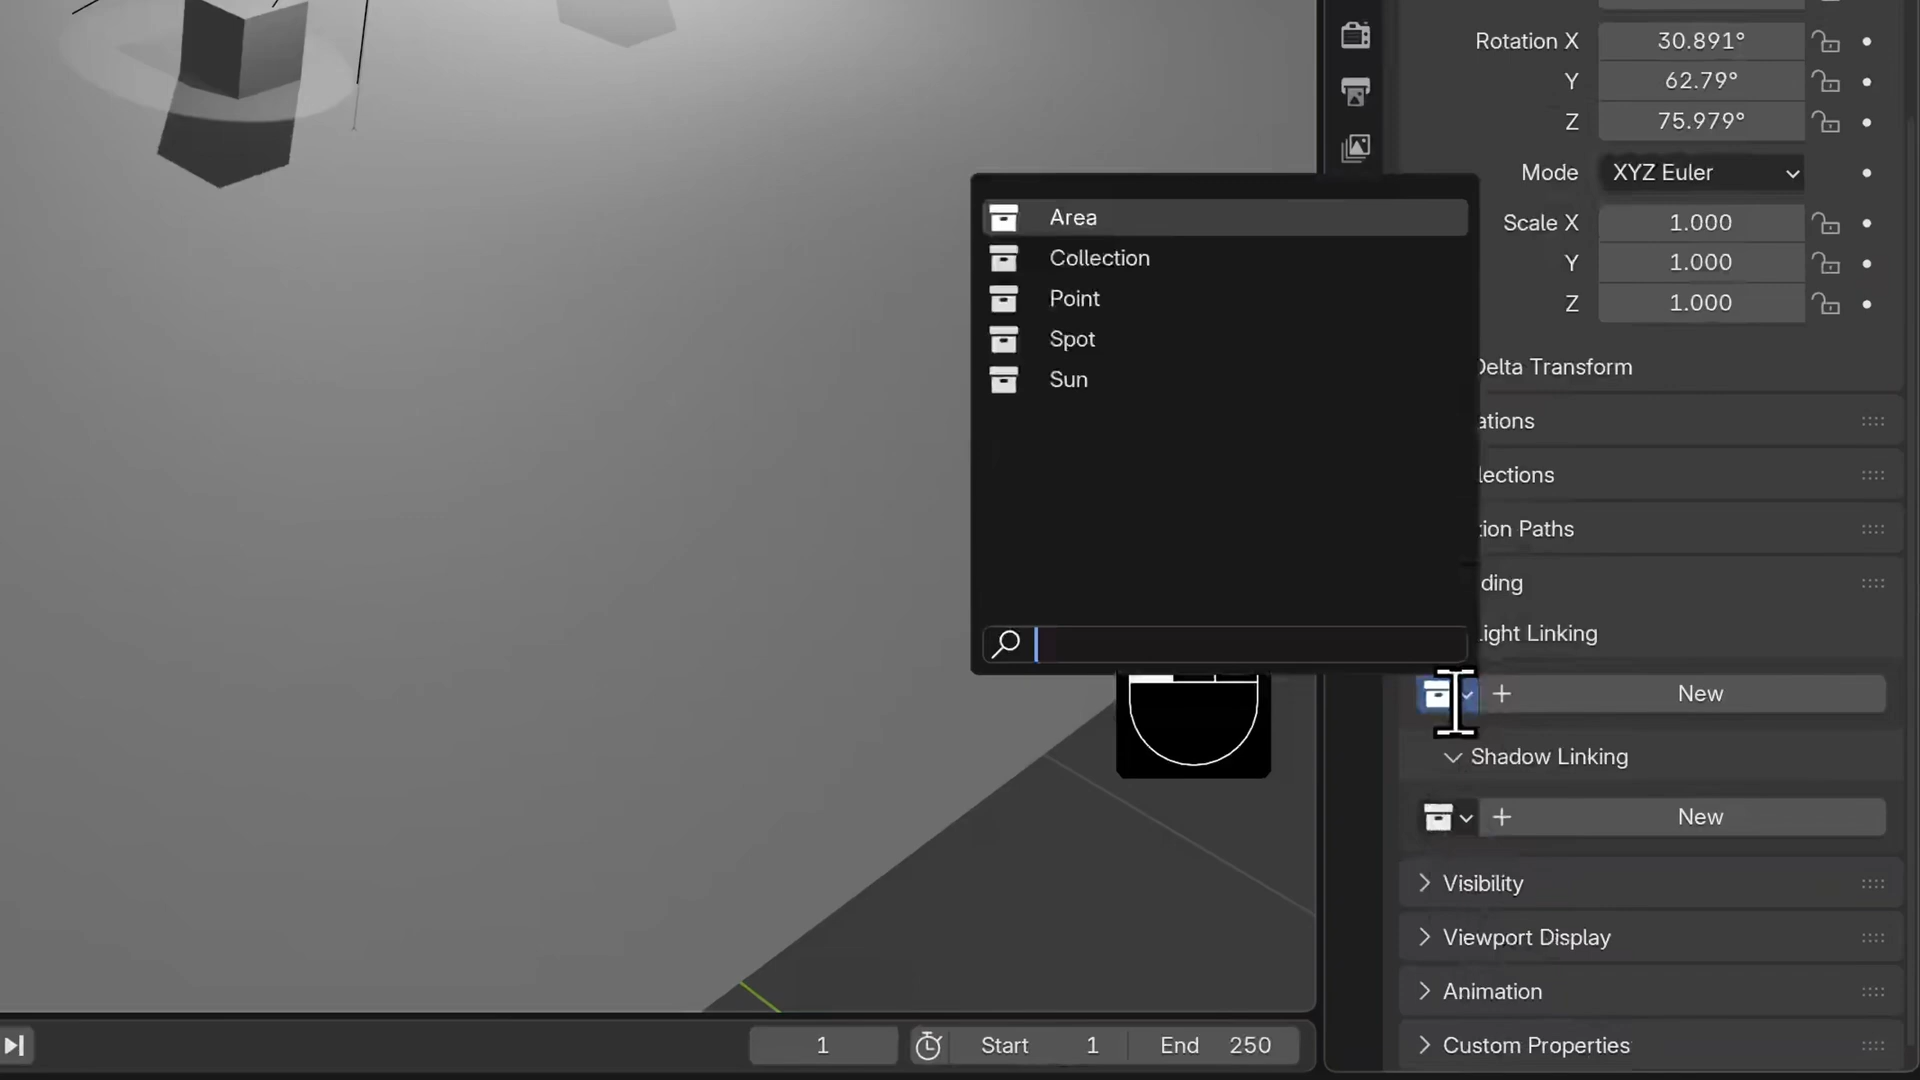 Rotation X 30.891°
Y 62.79°
Z 75.979°
Mode XYZ Euler
Scale X 1.000
Y 1.000
Z 1.000
Delta Transform
Area
Collection
Point
Spot
Sun
ations
lections
tion Paths
ding
ight Linking
New
Shadow Linking
New
Visibility
Viewport Display
Animation
Custom Properties
1 Start 1 End 250